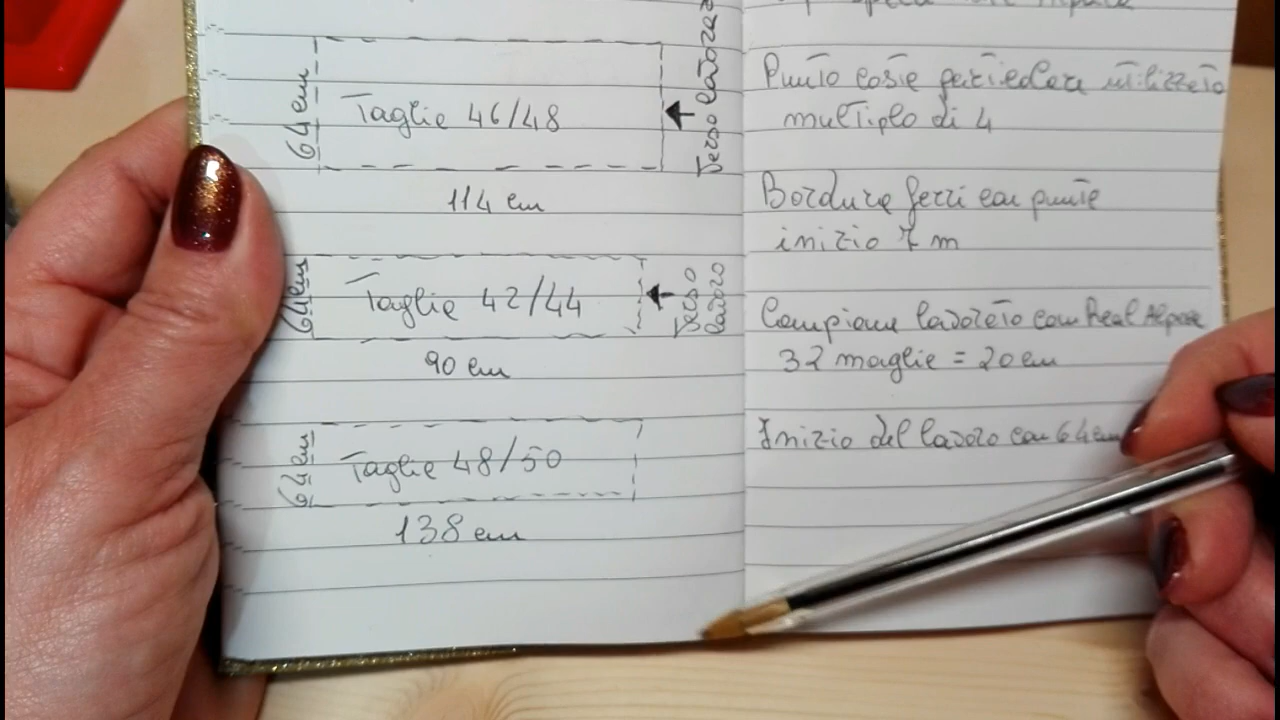 64 cm
Taglie 46/48
Verso lavoro
114 cm
64 cm
Taglie 42/44
Verso
lavoro
90 cm
64 cm
Taglie 48/50
138 cm
Punto coste utilizzato
multiplo di 4
Bordure ferri con punte
inizio 7 m
Campione lavorato con Real Alpaca
32 maglie = 20 cm
Inizio del lavoro con 64 cm